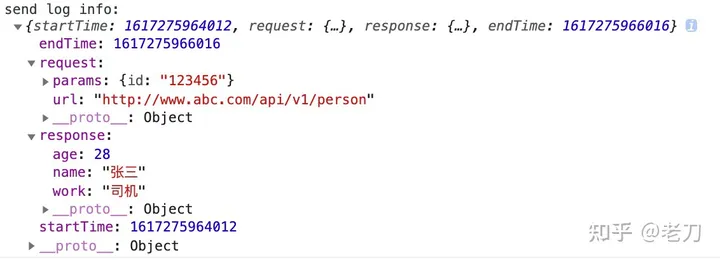 send log info:
▼{startTime: 1617275964012, request: {…}, response: {…}, endTime: 1617275966016} i
endTime: 1617275966016
▼request:
▶params: {id: "123456"}
url: "http://www.abc.com/api/v1/person"
▶__proto__: Object
▼response:
age: 28
name: "张三"
work: "司机"
▶__proto__: Object
startTime: 1617275964012
▶__proto__: Object
知乎 @老刀